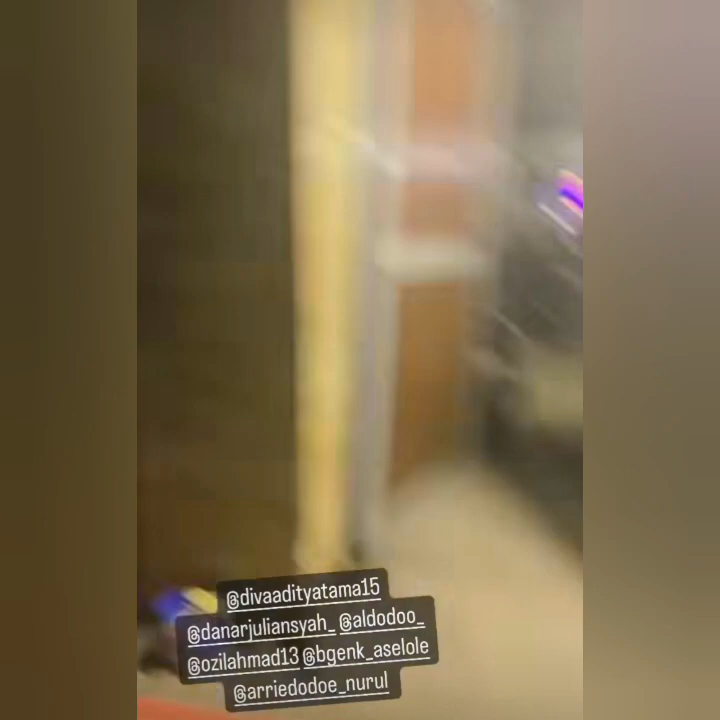 @divaadityatama15
@danarjuliansyah_ @aldodoo_
@ozilahmad13 @bgenk_aselole
@arriedodoe_nurul